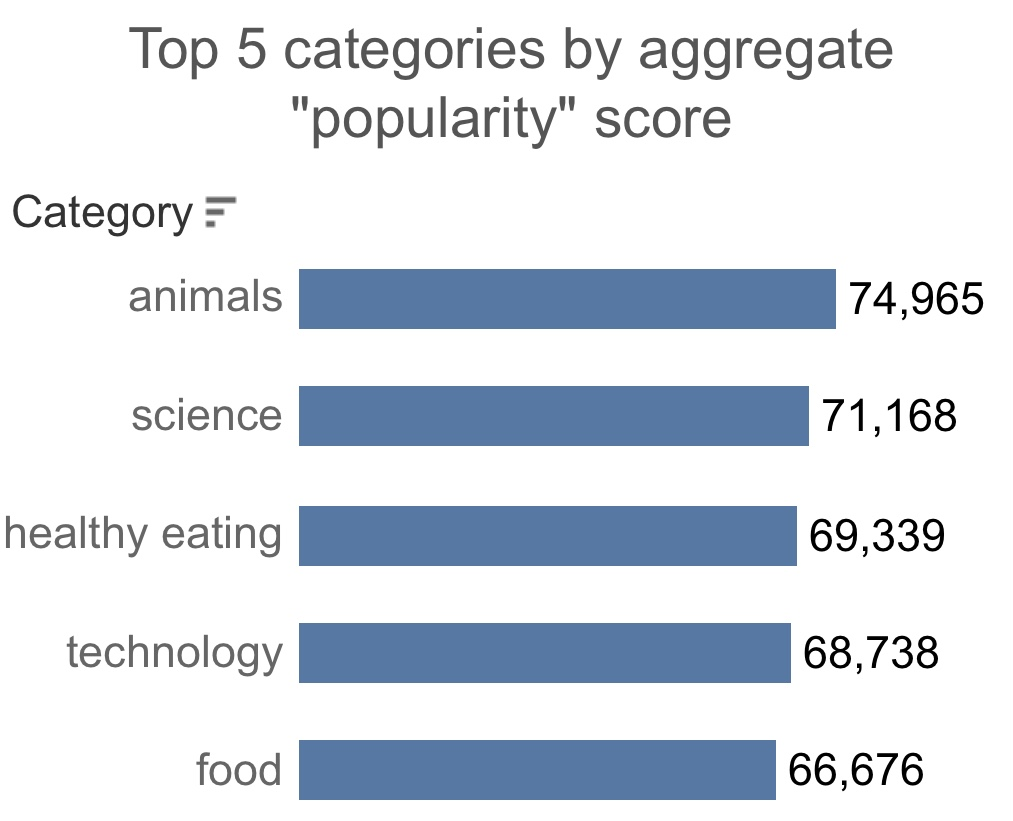 Top 5 categories by aggregate
"popularity" score
Category
animals 74,965
science 71,168
healthy eating 69,339
technology 68,738
food 66,676